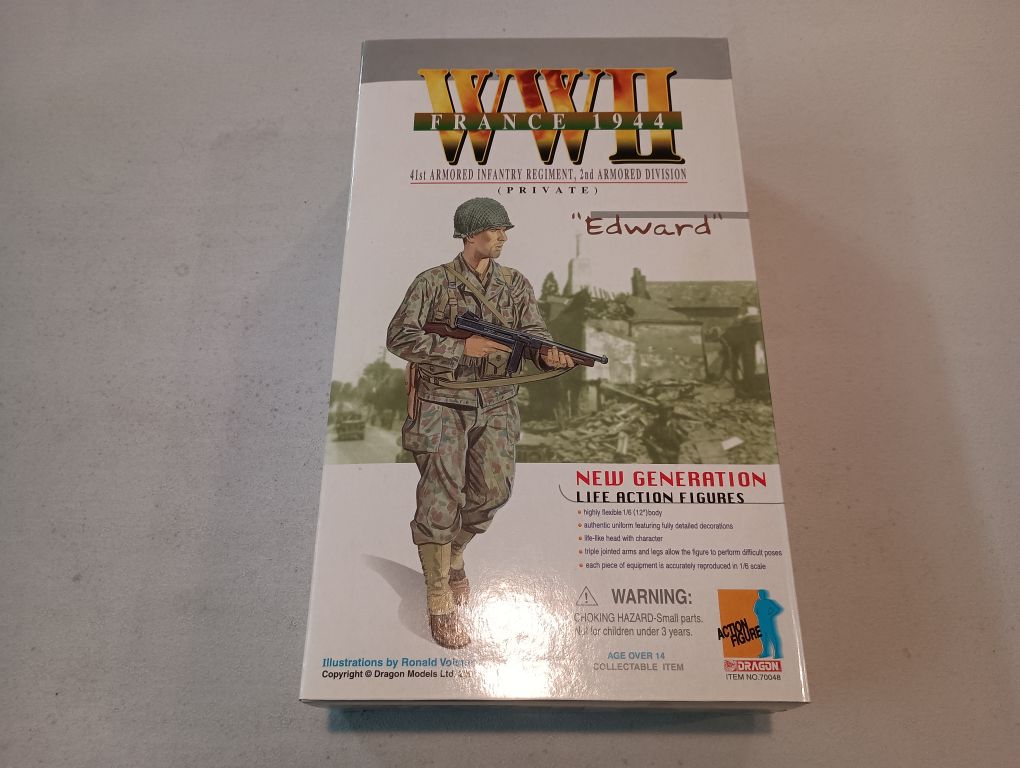 WWII
FRANCE 1944
41st ARMORED INFANTRY REGIMENT, 2nd ARMORED DIVISION
(PRIVATE)
"Edward"
NEW GENERATION
LIFE ACTION FIGURES
highly flexible 1/6 (12")body
authentic uniform featuring fully detailed decorations
life-like head with character
triple jointed arms and legs allow the figure to perform difficult poses
each piece of equipment is accurately reproduced in 1/6 scale
WARNING:
CHOKING HAZARD-Small parts.
Not for children under 3 years.
AGE OVER 14
COLLECTABLE ITEM
ACTION
FIGURE
DRAGON
ITEM NO.70048
Illustrations by Ronald
Copyright © Dragon Models Ltd.